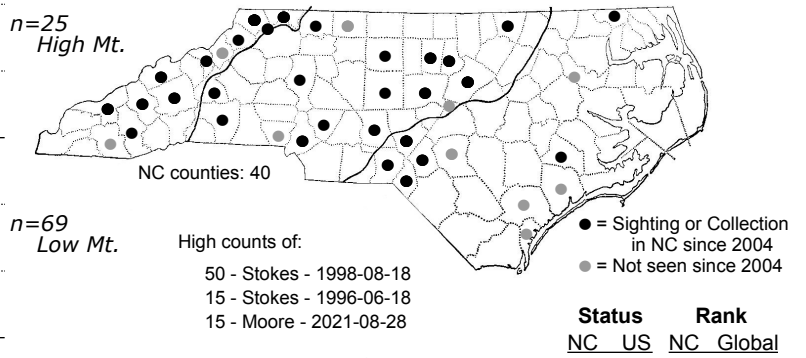 n=25
High Mt.
NC counties: 40
n=69
Low Mt.
High counts of:
50 - Stokes - 1998-08-18
15 - Stokes - 1996-06-18
15 - Moore - 2021-08-28
= Sighting or Collection
in NC since 2004
= Not seen since 2004
Status Rank
NC US NC Global